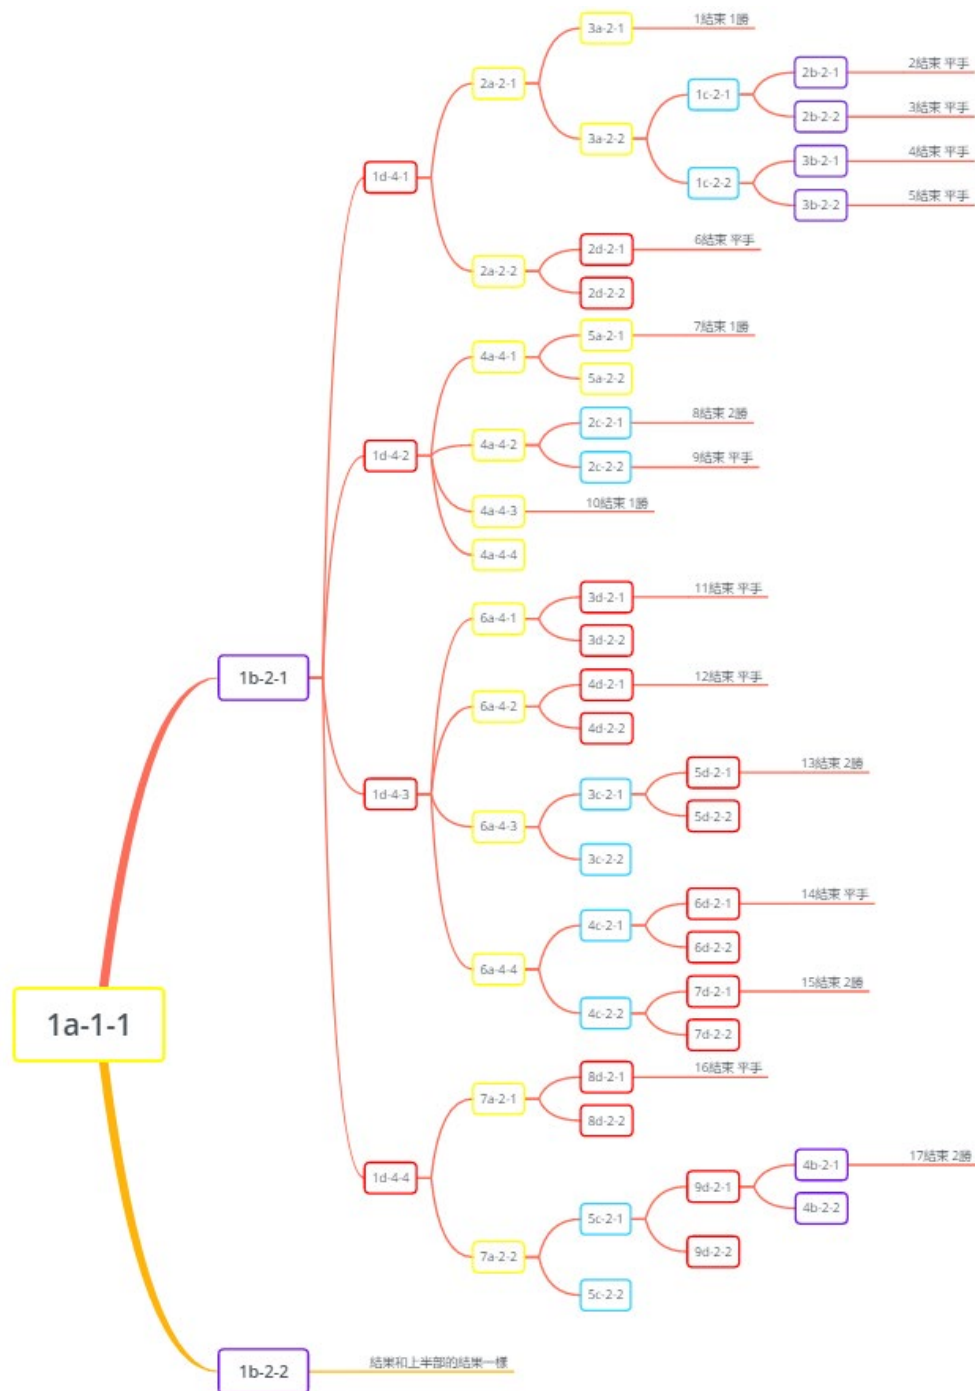 1a-1-1
1b-2-1
1d-4-1
2a-2-1
3a-2-1
1結束 1勝
3a-2-2
1c-2-1
2b-2-1
2結束 平手
2b-2-2
3結束 平手
1c-2-2
3b-2-1
4結束 平手
3b-2-2
5結束 平手
2a-2-2
2d-2-1
6結束 平手
2d-2-2
1d-4-2
4a-4-1
5a-2-1
7結束 1勝
5a-2-2
4a-4-2
2c-2-1
8結束 2勝
2c-2-2
9結束 平手
4a-4-3
10結束 1勝
4a-4-4
1d-4-3
6a-4-1
3d-2-1
11結束 平手
3d-2-2
6a-4-2
4d-2-1
12結束 平手
4d-2-2
6a-4-3
3c-2-1
5d-2-1
13結束 2勝
5d-2-2
3c-2-2
6a-4-4
4c-2-1
6d-2-1
14結束 平手
6d-2-2
4c-2-2
7d-2-1
15結束 2勝
7d-2-2
1d-4-4
7a-2-1
8d-2-1
16結束 平手
8d-2-2
7a-2-2
5c-2-1
9d-2-1
4b-2-1
17結束 2勝
4b-2-2
9d-2-2
5c-2-2
1b-2-2
結果和上半部的結果一樣